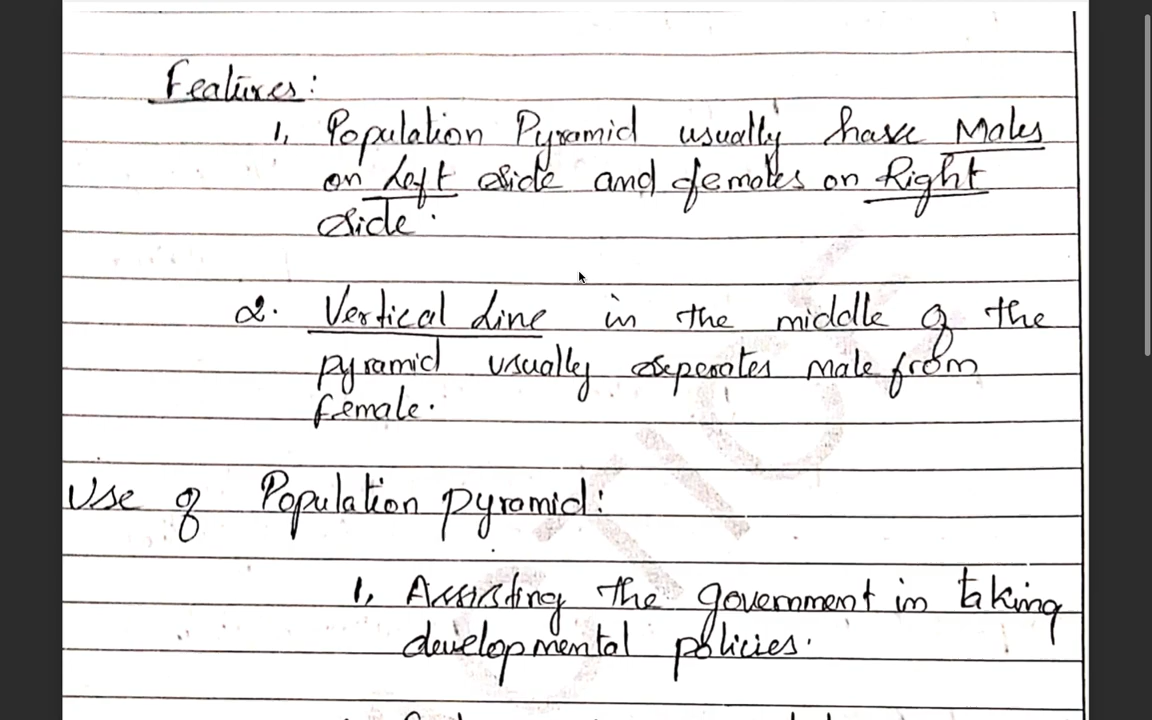 Features:
1, Population Pyramid usually have Males
on Left side and females on Right
side.
2. Vertical Line in the middle of the
pyramid usually seperates male from
female.
Use of Population pyramid:
1, Assisting the government in taking
developmental policies.